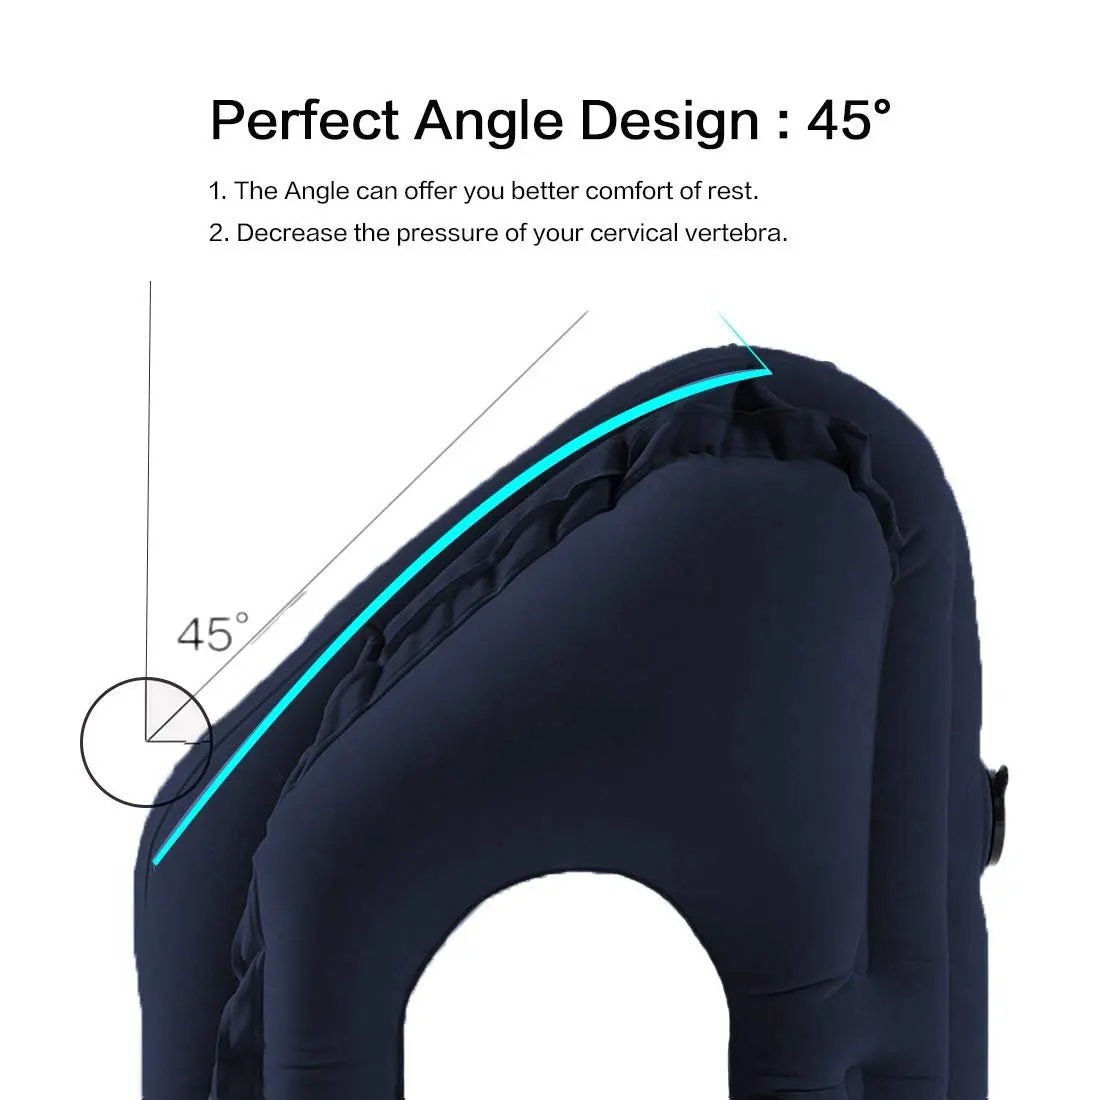 Perfect Angle Design : 45°
1. The Angle can offer you better comfort of rest.
2. Decrease the pressure of your cervical vertebra.
45°